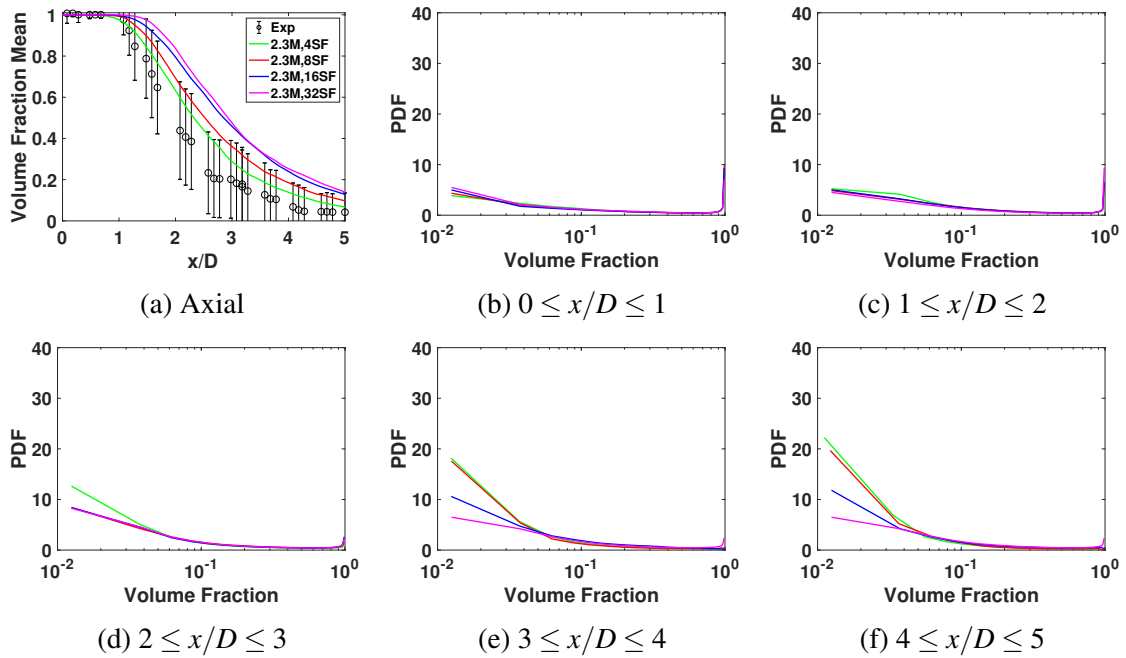 Volume Fraction Mean
1
0.8
0.6
0.4
0.2
0
0 1 2 3 4 5
x/D
Exp
2.3M,4SF
2.3M,8SF
2.3M,16SF
2.3M,32SF
(a) Axial
PDF
40
30
20
10
0
10^-2 10^-1 10^0
Volume Fraction
(b) 0 ≤ x/D ≤ 1
PDF
40
30
20
10
0
10^-2 10^-1 10^0
Volume Fraction
(c) 1 ≤ x/D ≤ 2
PDF
40
30
20
10
0
10^-2 10^-1 10^0
Volume Fraction
(d) 2 ≤ x/D ≤ 3
PDF
40
30
20
10
0
10^-2 10^-1 10^0
Volume Fraction
(e) 3 ≤ x/D ≤ 4
PDF
40
30
20
10
0
10^-2 10^-1 10^0
Volume Fraction
(f) 4 ≤ x/D ≤ 5